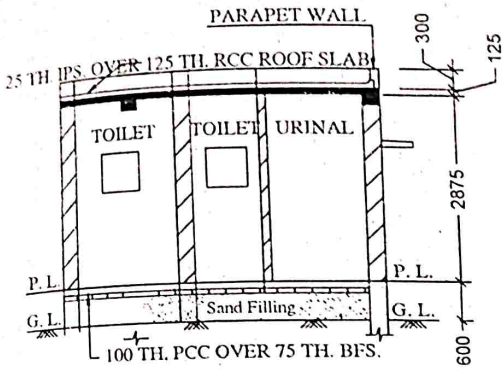 PARAPET WALL
25 TH. IPS. OVER 125 TH. RCC ROOF SLAB
300
125
TOILET
TOILET
URINAL
2875
P. L.
P. L.
G. L.
Sand Filling
G. L.
600
100 TH. PCC OVER 75 TH. BFS.